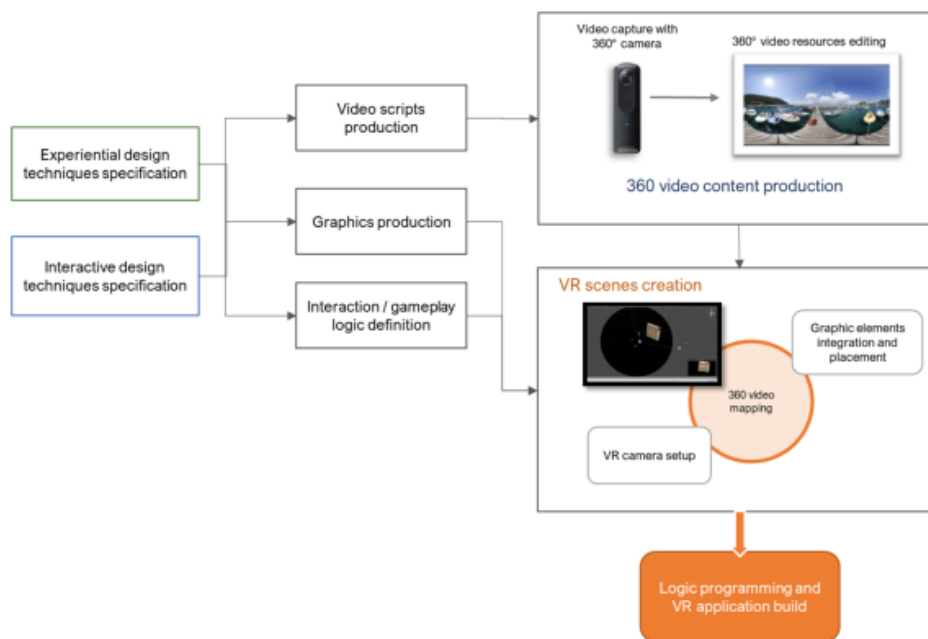 Video capture with
360° camera
360° video resources editing
360 video content production
Video scripts
production
Experiential design
techniques specification
Graphics production
Interactive design
techniques specification
Interaction / gameplay
logic definition
VR scenes creation
Graphic elements
integration and
placement
360 video
mapping
VR camera setup
Logic programming and
VR application build